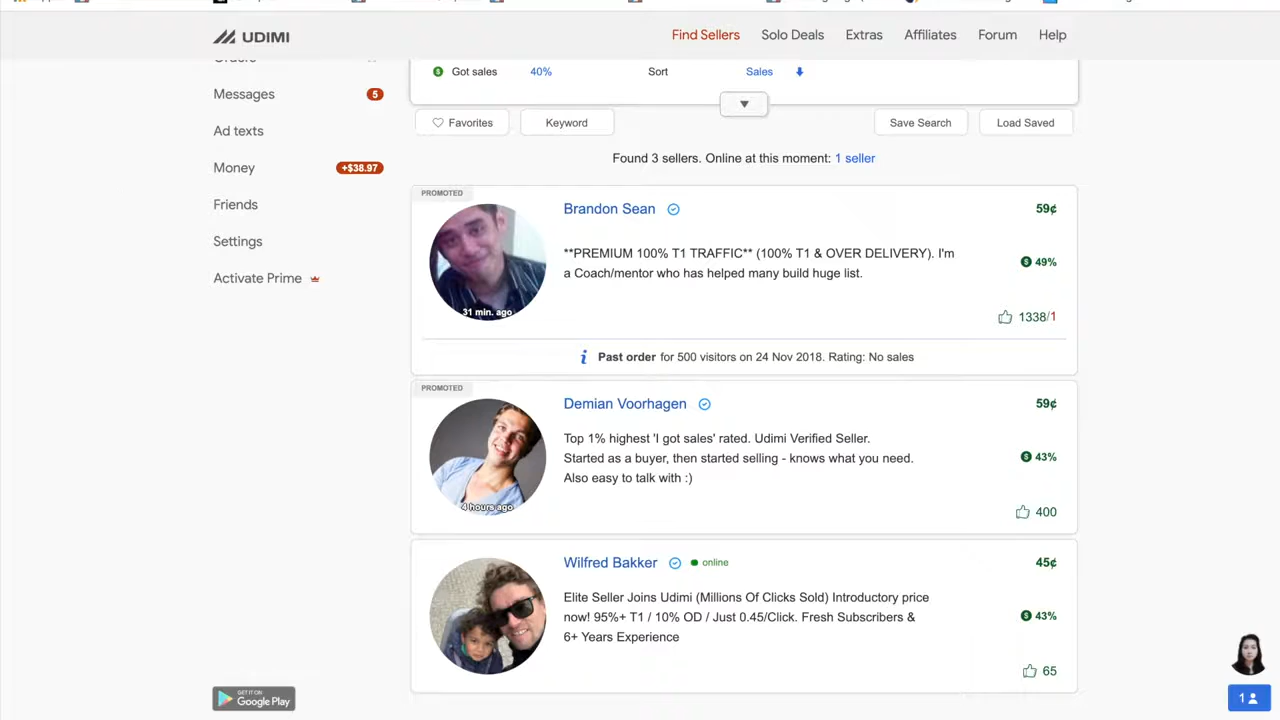 UDIMI
Find Sellers
Solo Deals
Extras
Affiliates
Forum
Help
Messages
5
Ad texts
Money
+$38.97
Friends
Settings
Activate Prime
Got sales
40%
Sort
Sales
Favorites
Keyword
Save Search
Load Saved
Found 3 sellers. Online at this moment: 1 seller
PROMOTED
Brandon Sean
59¢
**PREMIUM 100% T1 TRAFFIC** (100% T1 & OVER DELIVERY). I'm
a Coach/mentor who has helped many build huge list.
49%
31 min. ago
1338/1
Past order for 500 visitors on 24 Nov 2018. Rating: No sales
PROMOTED
Demian Voorhagen
59¢
Top 1% highest 'I got sales' rated. Udimi Verified Seller.
Started as a buyer, then started selling - knows what you need.
Also easy to talk with :)
43%
4 hours ago
400
Wilfred Bakker
online
45¢
Elite Seller Joins Udimi (Millions Of Clicks Sold) Introductory price
now! 95%+ T1 / 10% OD / Just 0.45/Click. Fresh Subscribers &
6+ Years Experience
43%
65
GET IT ON
Google Play
1